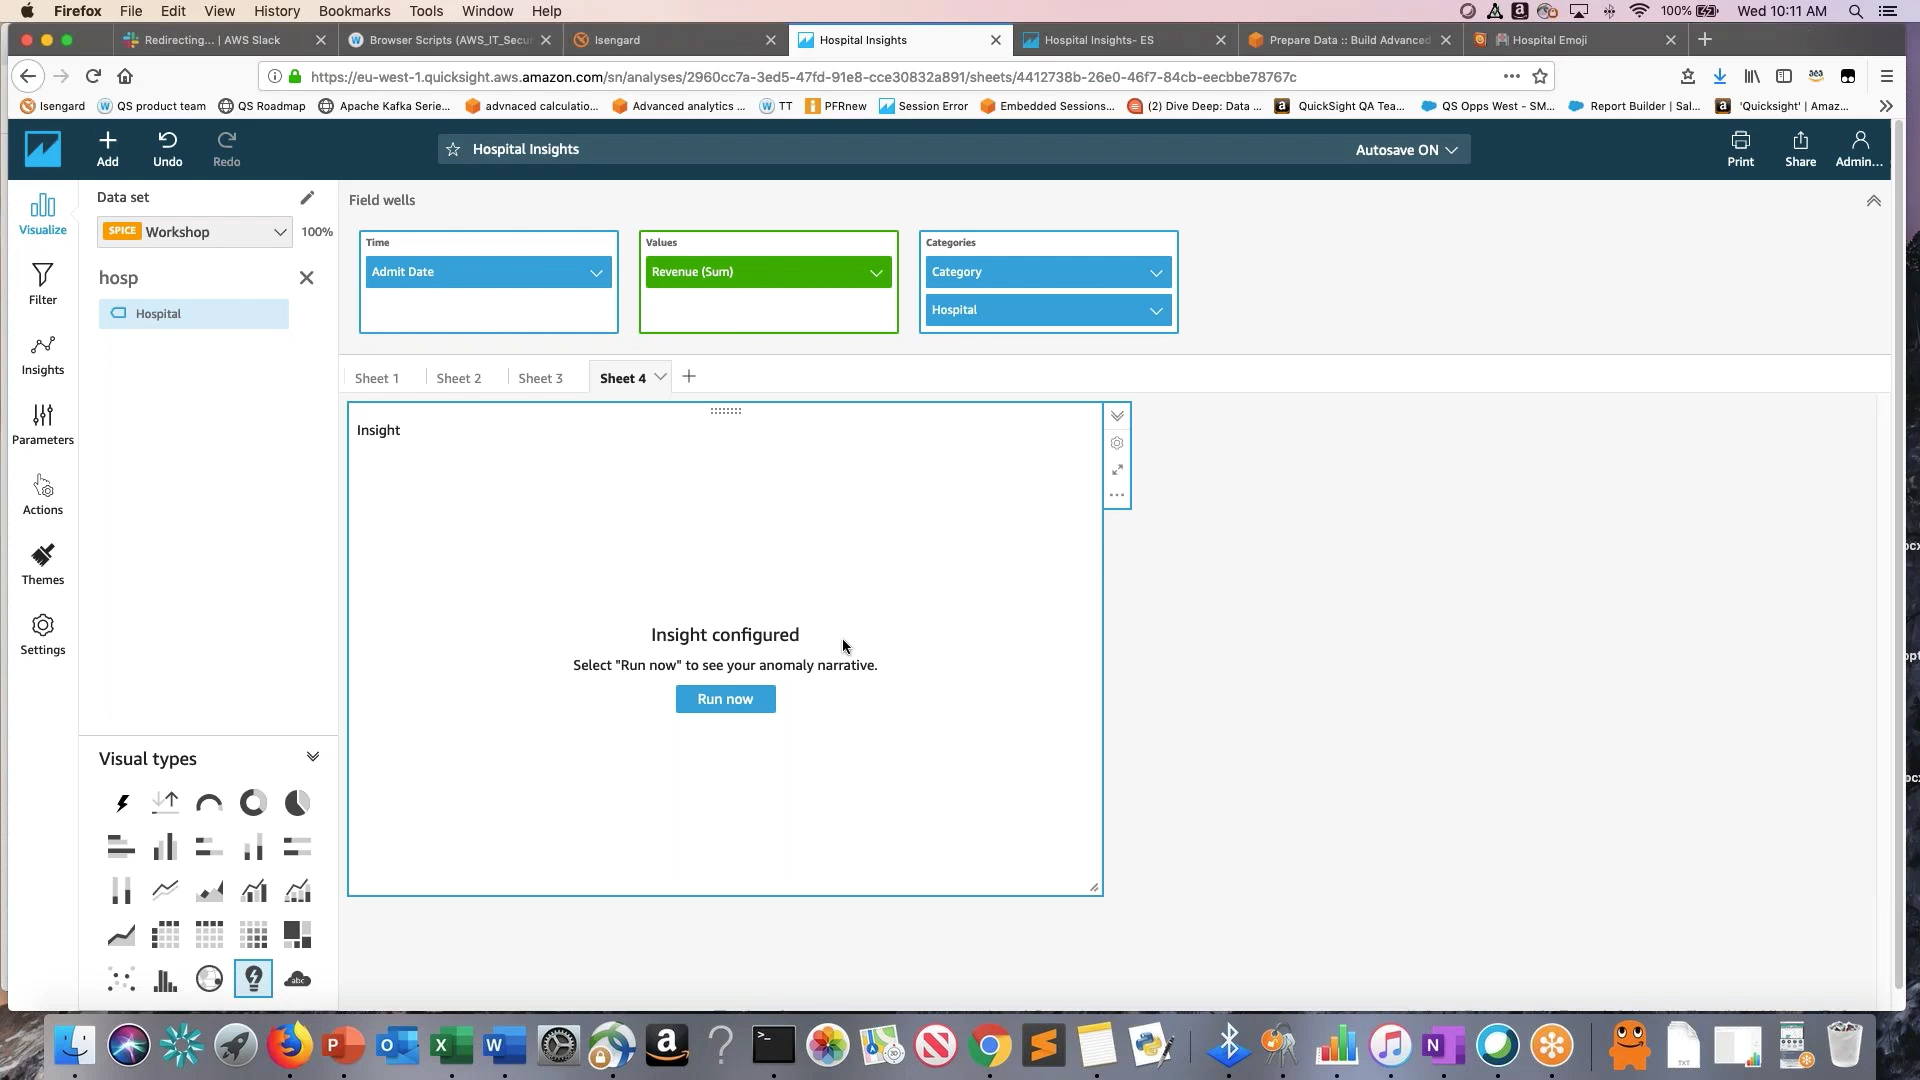 Firefox File Edit View History Bookmarks Tools Window Help 100% Wed 10:11 AM
Redirecting... | AWS Slack
Browser Scripts (AWS_IT_Secu
Isengard
Hospital Insights
Hospital Insights- ES
Prepare Data :: Build Advanced
Hospital Emoji
https://eu-west-1.quicksight.aws.amazon.com/sn/analyses/2960cc7a-3ed5-47fd-91e8-cce30832a891/sheets/4412738b-26e0-46f7-84cb-eecbbe78767c
Isengard QS product team QS Roadmap Apache Kafka Serie... advnaced calculatio... Advanced analytics ... TT PFRnew Session Error Embedded Sessions... (2) Dive Deep: Data ... QuickSight QA Tea... QS Opps West - SM... Report Builder | Sal... 'Quicksight' | Amaz...
Add
Undo
Redo
Hospital Insights
Autosave ON
Print
Share
Admin...
Visualize
Filter
Insights
Parameters
Actions
Themes
Settings
Data set
SPICE Workshop 100%
hosp
Hospital
Field wells
Time
Admit Date
Values
Revenue (Sum)
Categories
Category
Hospital
Sheet 1 Sheet 2 Sheet 3 Sheet 4
Insight
Insight configured
Select "Run now" to see your anomaly narrative.
Run now
Visual types
abc